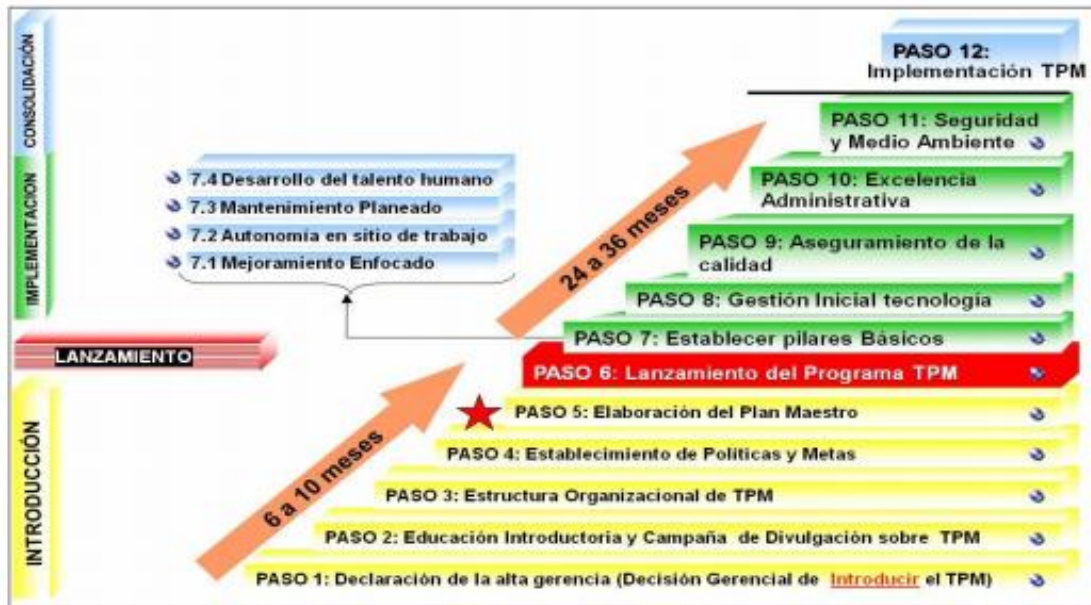 CONSOLIDACIÓN
IMPLEMENTACION
LANZAMIENTO
INTRODUCCIÓN
PASO 12:
Implementación TPM
PASO 11: Seguridad
y Medio Ambiente
PASO 10: Excelencia
Administrativa
PASO 9: Aseguramiento de la
calidad
PASO 8: Gestión Inicial tecnología
PASO 7: Establecer pilares Básicos
7.4 Desarrollo del talento humano
7.3 Mantenimiento Planeado
7.2 Autonomía en sitio de trabajo
7.1 Mejoramiento Enfocado
24 a 36 meses
PASO 6: Lanzamiento del Programa TPM
PASO 5: Elaboración del Plan Maestro
PASO 4: Establecimiento de Políticas y Metas
PASO 3: Estructura Organizacional de TPM
PASO 2: Educación Introductoria y Campaña de Divulgación sobre TPM
PASO 1: Declaración de la alta gerencia (Decisión Gerencial de Introducir el TPM)
6 a 10 meses